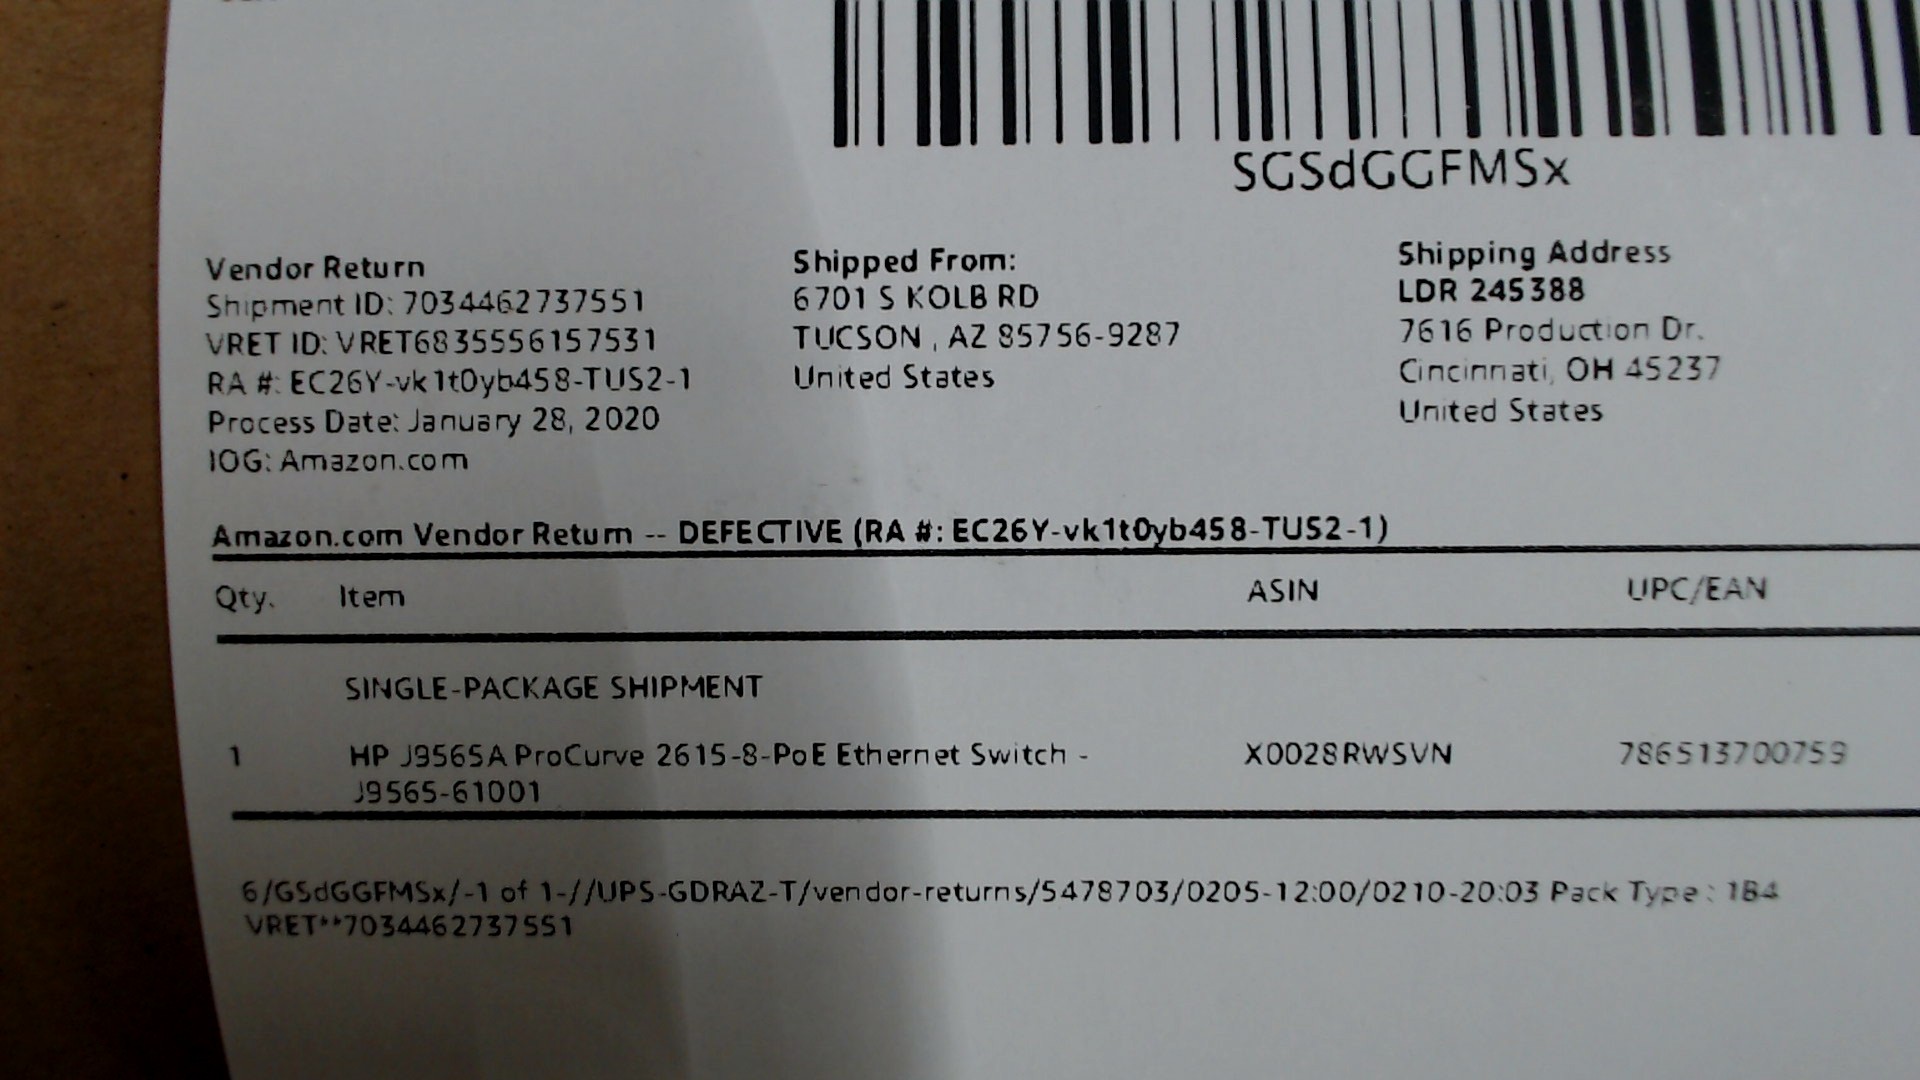 SGSdGGFMSx
Vendor Return
Shipment ID: 7034462737551
VRET ID: VRET6835556157531
RA #: EC26Y-vk1t0yb458-TUS2-1
Process Date: January 28, 2020
IOG: Amazon.com
Shipped From:
6701 S KOLB RD
TUCSON , AZ 85756-9287
United States
Shipping Address
LDR 245388
7616 Production Dr.
Cincinnati, OH 45237
United States
Amazon.com Vendor Return -- DEFECTIVE (RA #: EC26Y-vk1t0yb458-TUS2-1)
Qty. Item ASIN UPC/EAN
SINGLE-PACKAGE SHIPMENT
1 HP J9565A ProCurve 2615-8-PoE Ethernet Switch - X0028RWSVN 786513700759
J9565-61001
6/GSdGGFMSx/-1 of 1-//UPS-GDRAZ-T/vendor-returns/5478703/0205-12:00/0210-20:03 Pack Type : 1B4
VRET**7034462737551